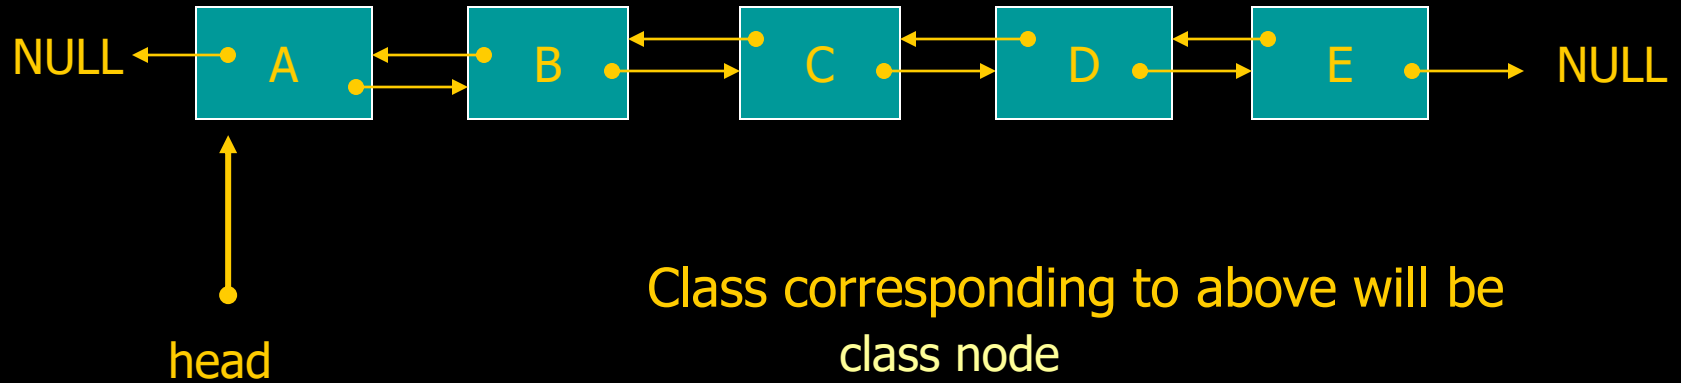 NULL A B C D E NULL
Class corresponding to above will be
class node
head